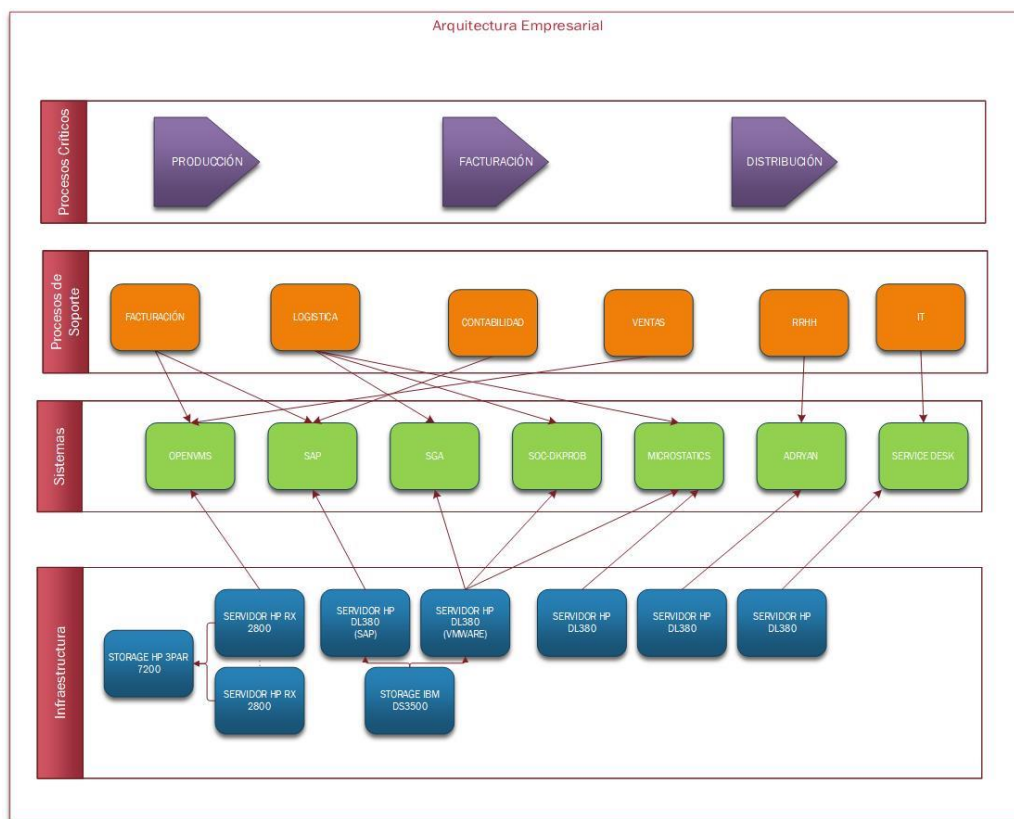 Arquitectura Empresarial
Procesos Críticos
PRODUCCIÓN
FACTURACIÓN
DISTRIBUCIÓN
Procesos de
Soporte
FACTURACIÓN
LOGISTICA
CONTABILIDAD
VENTAS
RRHH
IT
Sistemas
OPENVMS
SAP
SGA
SOC-DKPROB
MICROSTATICS
ADRYAN
SERVICE DESK
Infraestructura
STORAGE HP 3PAR
7200
SERVIDOR HP RX
2800
SERVIDOR HP RX
2800
SERVIDOR HP
DL380
(SAP)
SERVIDOR HP
DL380
(VMWARE)
STORAGE IBM
DS3500
SERVIDOR HP
DL380
SERVIDOR HP
DL380
SERVIDOR HP
DL380